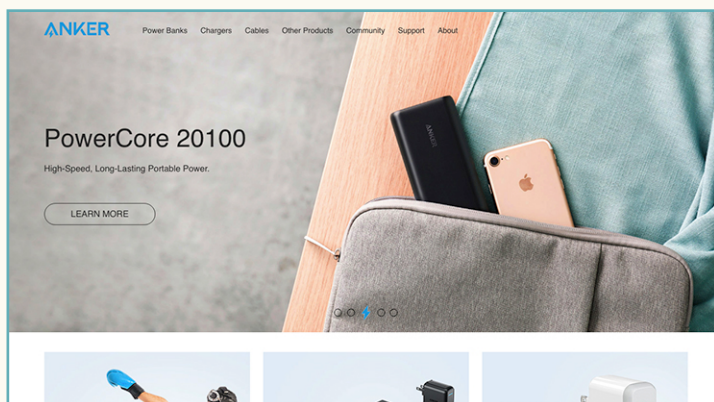 ANKER
Power Banks Chargers Cables Other Products Community Support About
PowerCore 20100
High-Speed, Long-Lasting Portable Power.
LEARN MORE
ANKER